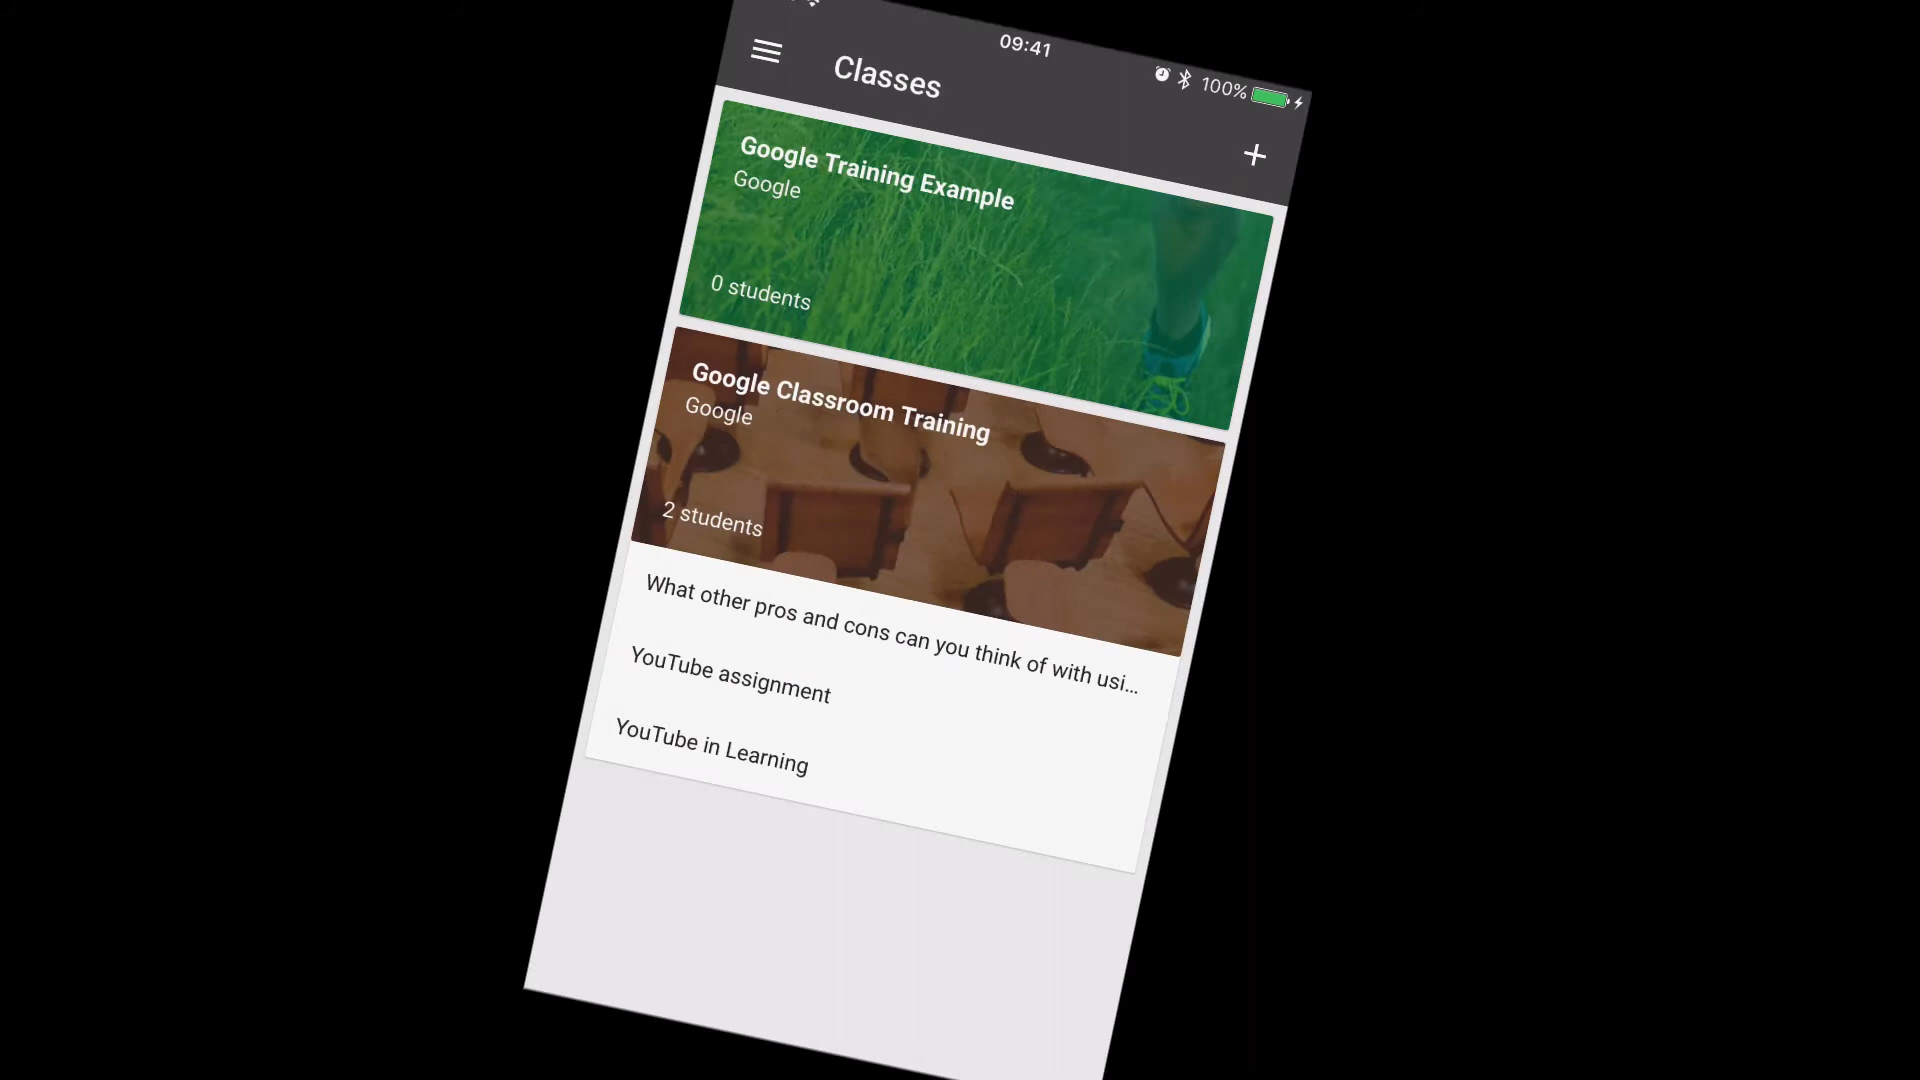 09:41
100%
Classes
Google Training Example
Google
0 students
Google Classroom Training
Google
2 students
What other pros and cons can you think of with usi...
YouTube assignment
YouTube in Learning